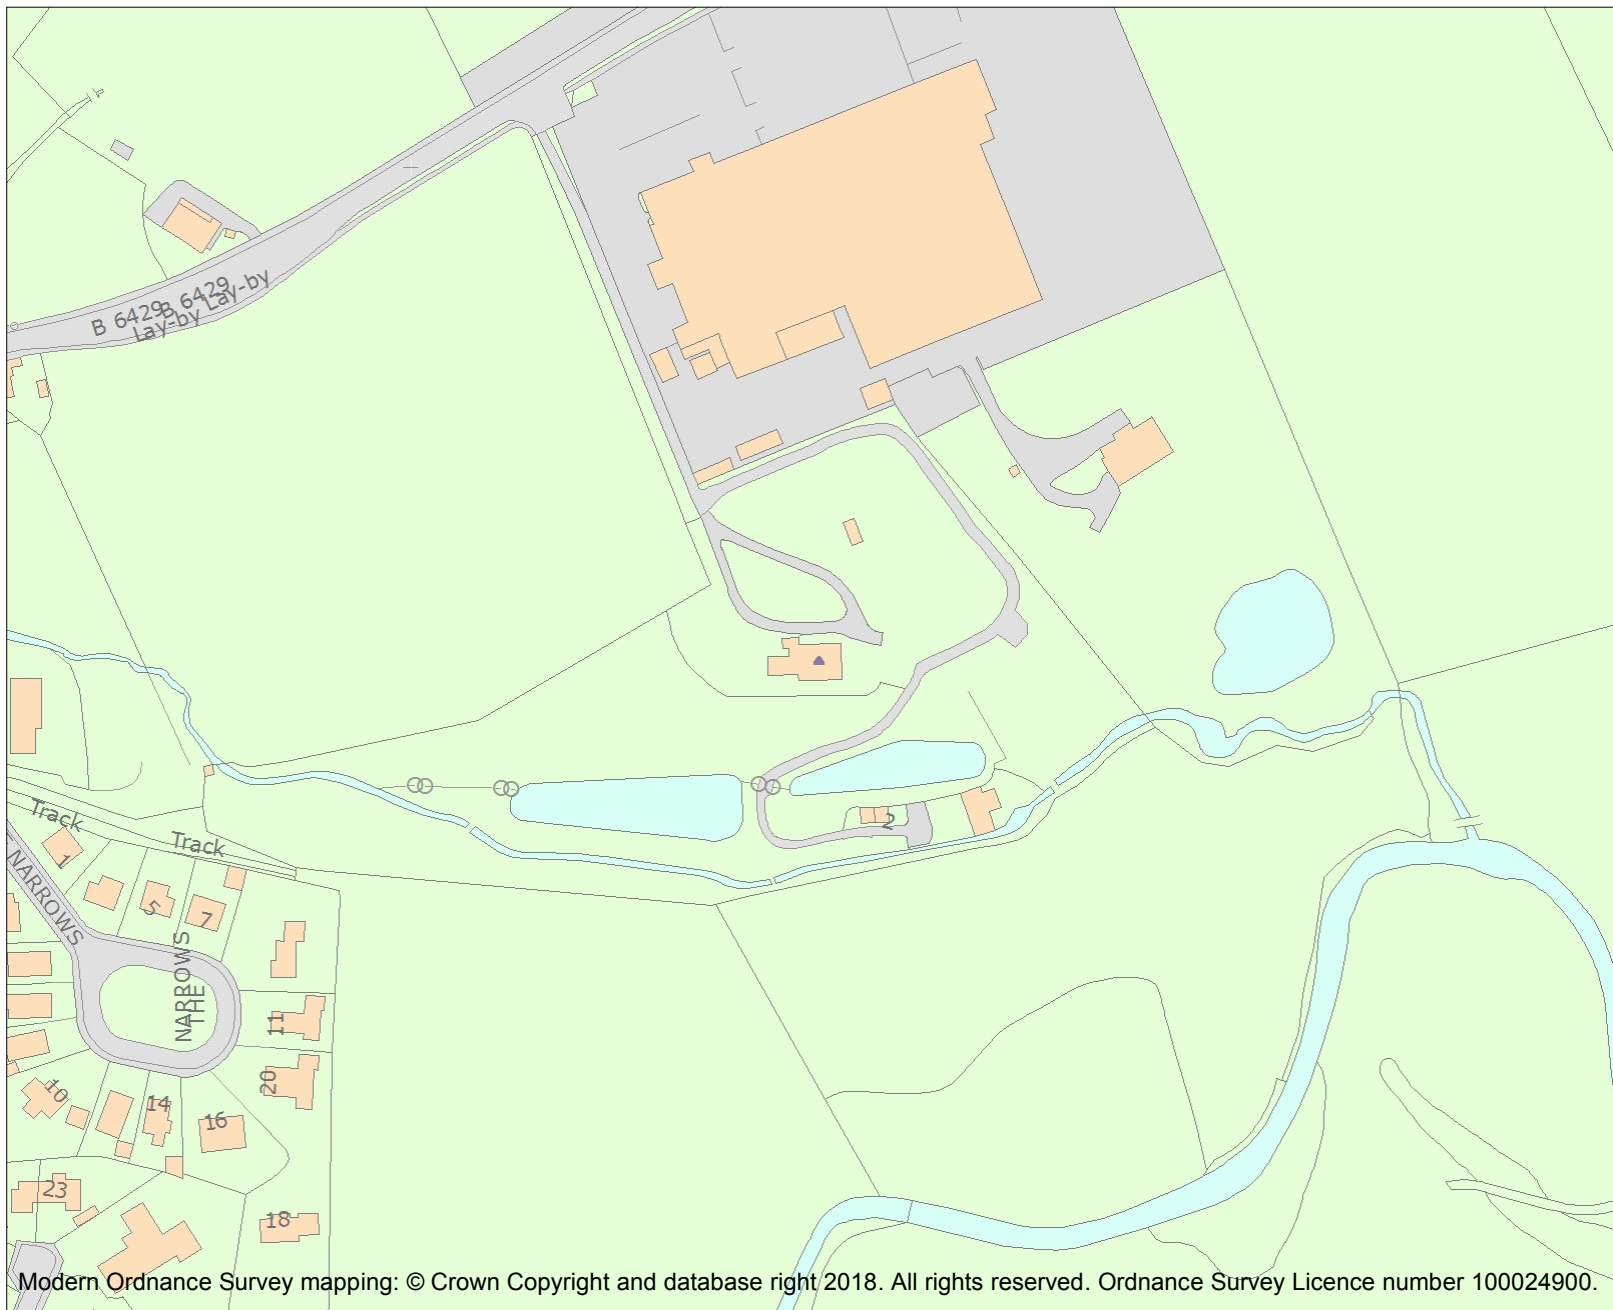 B 6429
B 6429
Lay-by
Lay-by
Track
Track
NARROWS
1
5
7
2
NARROWS
THE
11
20
10
14
16
23
18
Modern Ordnance Survey mapping: © Crown Copyright and database right 2018. All rights reserved. Ordnance Survey Licence number 100024900.